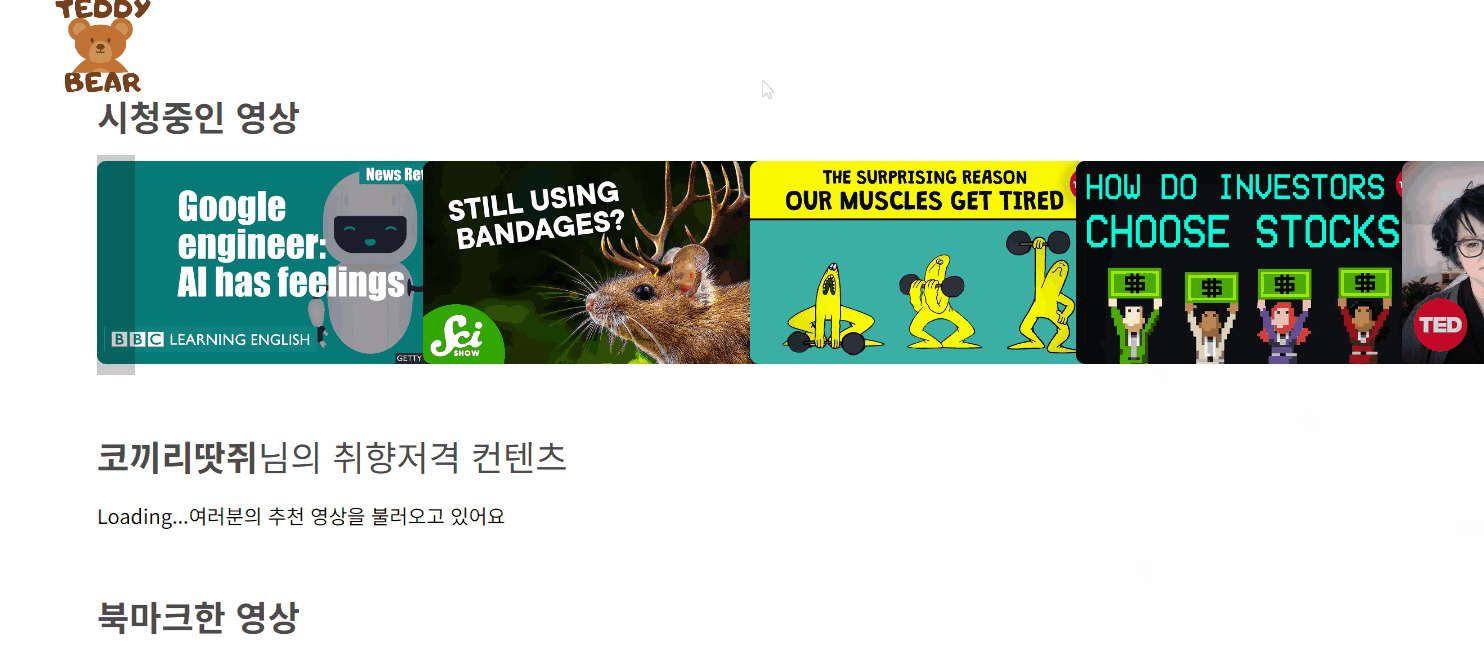 TEDDY
BEAR
시청중인 영상
News Re
Google
engineer:
AI has feelings
BBC LEARNING ENGLISH
GETTY
STILL USING
BANDAGES?
Sci
SHOW
THE SURPRISING REASON
OUR MUSCLES GET TIRED
HOW DO INVESTORS
CHOOSE STOCKS
$ $ $ $
TED
코끼리땃쥐님의 취향저격 컨텐츠
Loading...여러분의 추천 영상을 불러오고 있어요
북마크한 영상